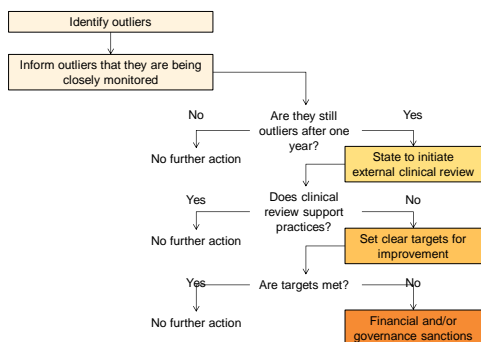 Identify outliers
Inform outliers that they are being
closely monitored
No
Are they still
outliers after one
year?
Yes
No further action
State to initiate
external clinical review
Yes
Does clinical
review support
practices?
No
No further action
Set clear targets for
improvement
Yes
Are targets met?
No
No further action
Financial and/or
governance sanctions